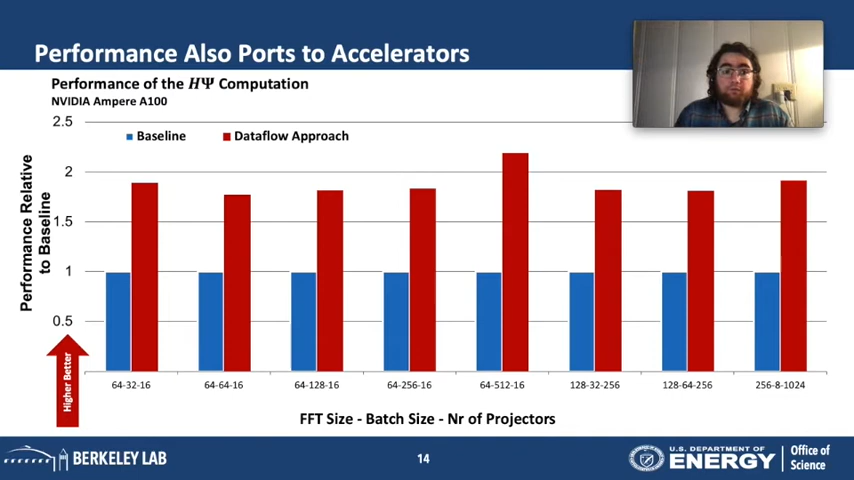 Performance Also Ports to Accelerators
Performance of the HΨ Computation
NVIDIA Ampere A100
2.5
2
1.5
1
0.5
Performance Relative
to Baseline
Baseline
Dataflow Approach
Higher Better
64-32-16
64-64-16
64-128-16
64-256-16
64-512-16
128-32-256
128-64-256
256-8-1024
FFT Size - Batch Size - Nr of Projectors
BERKELEY LAB
14
U.S. DEPARTMENT OF
ENERGY
Office of
Science